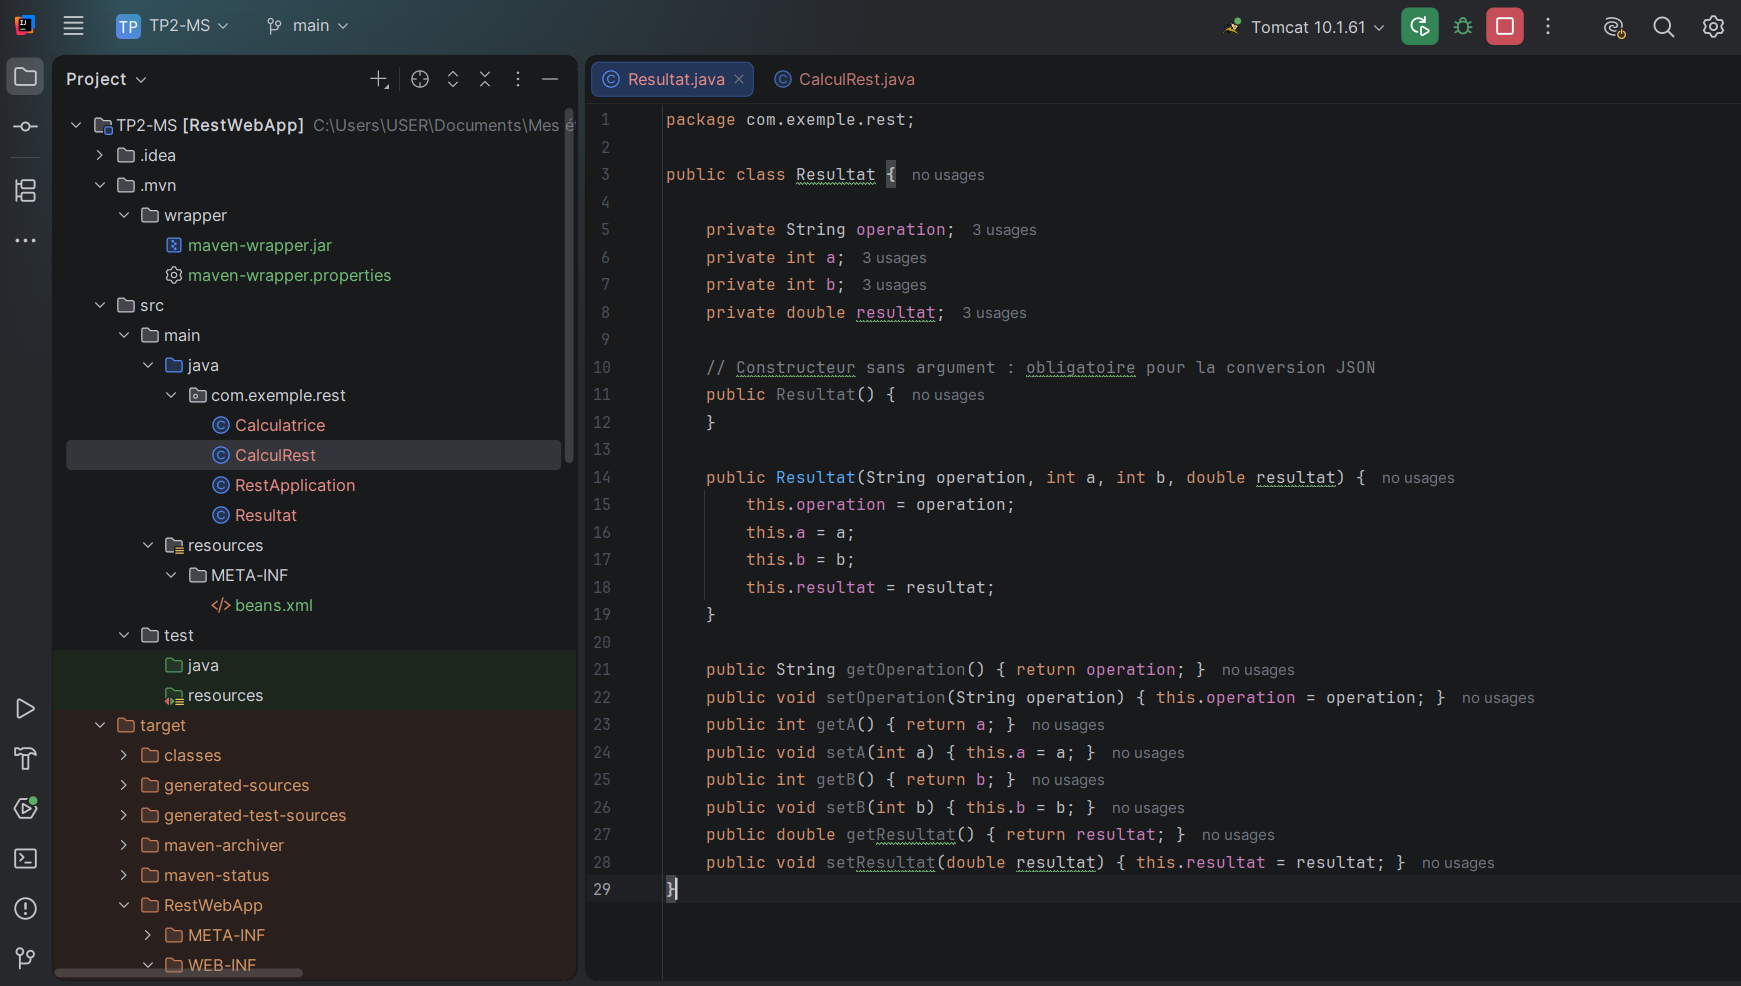 TP TP2-MS main Tomcat 10.1.61
Project
TP2-MS [RestWebApp] C:\Users\USER\Documents\Mes ét
.idea
.mvn
wrapper
maven-wrapper.jar
maven-wrapper.properties
src
main
java
com.exemple.rest
Calculatrice
CalculRest
RestApplication
Resultat
resources
META-INF
beans.xml
test
java
resources
target
classes
generated-sources
generated-test-sources
maven-archiver
maven-status
RestWebApp
META-INF
WEB-INF
Resultat.java CalculRest.java
1 package com.exemple.rest;
2
3 public class Resultat { no usages
4
5 private String operation; 3 usages
6 private int a; 3 usages
7 private int b; 3 usages
8 private double resultat; 3 usages
9
10 // Constructeur sans argument : obligatoire pour la conversion JSON
11 public Resultat() { no usages
12 }
13
14 public Resultat(String operation, int a, int b, double resultat) { no usages
15 this.operation = operation;
16 this.a = a;
17 this.b = b;
18 this.resultat = resultat;
19 }
20
21 public String getOperation() { return operation; } no usages
22 public void setOperation(String operation) { this.operation = operation; } no usages
23 public int getA() { return a; } no usages
24 public void setA(int a) { this.a = a; } no usages
25 public int getB() { return b; } no usages
26 public void setB(int b) { this.b = b; } no usages
27 public double getResultat() { return resultat; } no usages
28 public void setResultat(double resultat) { this.resultat = resultat; } no usages
29 }